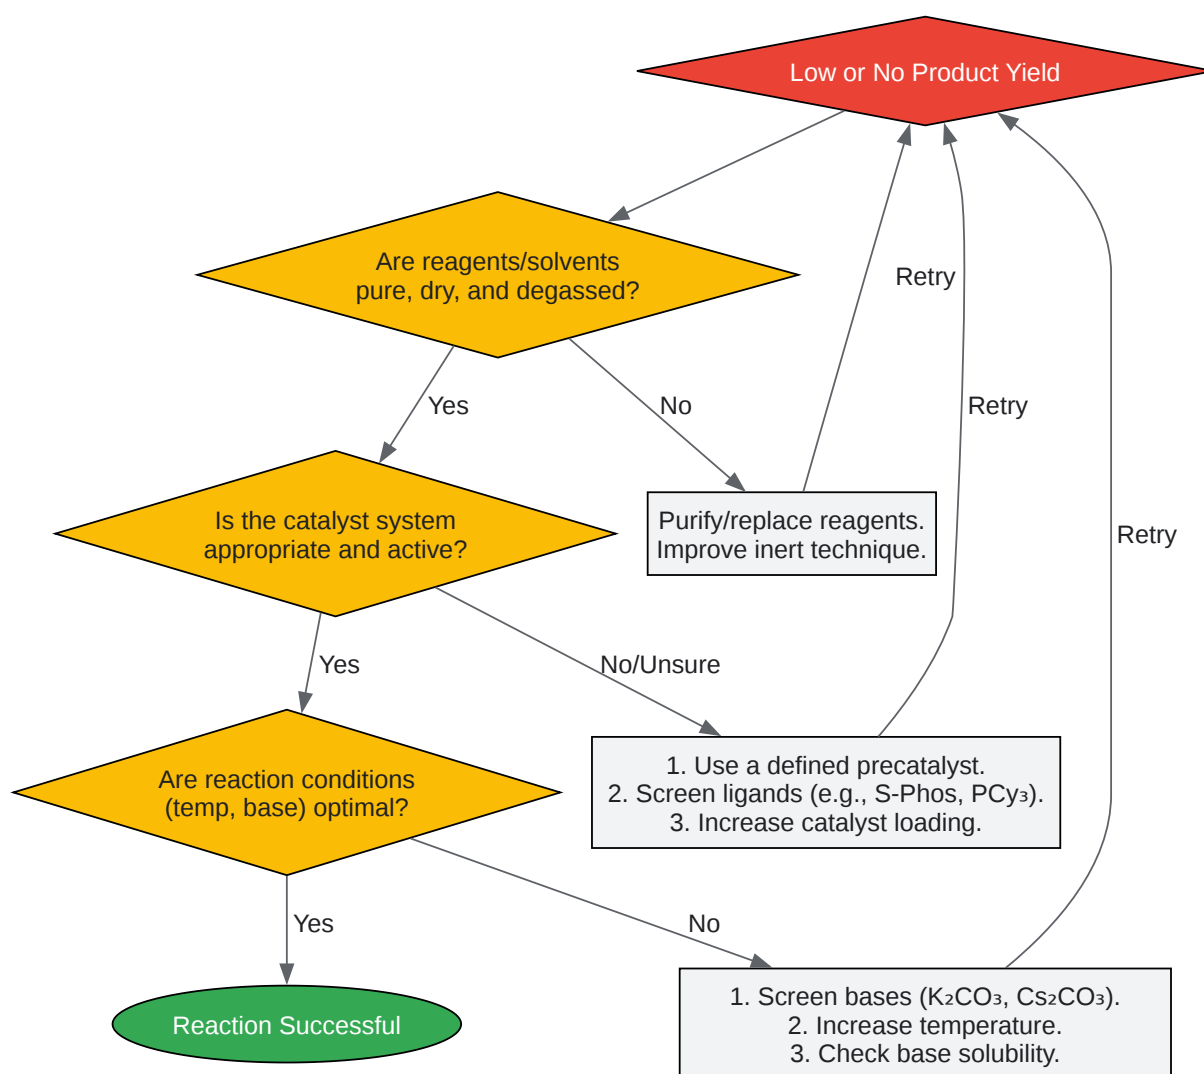 Low or No Product Yield
Are reagents/solvents
pure, dry, and degassed?
Retry
Yes
No
Retry
Is the catalyst system
appropriate and active?
Purify/replace reagents.
Improve inert technique.
Retry
Yes
No/Unsure
Are reaction conditions
(temp, base) optimal?
1. Use a defined precatalyst.
2. Screen ligands (e.g., S-Phos, PCy₃).
3. Increase catalyst loading.
Yes
No
Reaction Successful
1. Screen bases (K₂CO₃, Cs₂CO₃).
2. Increase temperature.
3. Check base solubility.